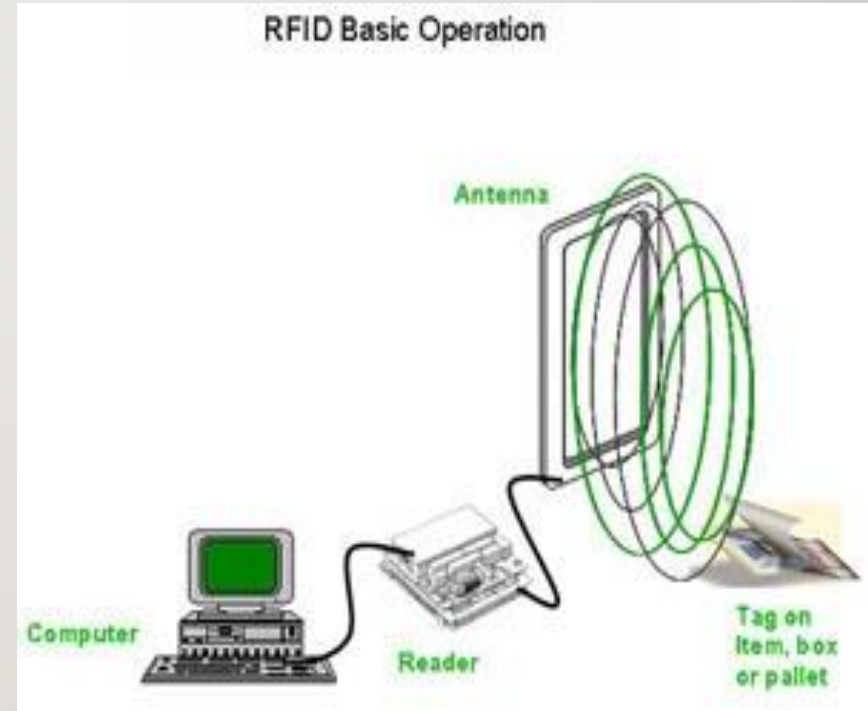 RFID Basic Operation
Antenna
Computer
Reader
Tag on
Item, box
or pallet